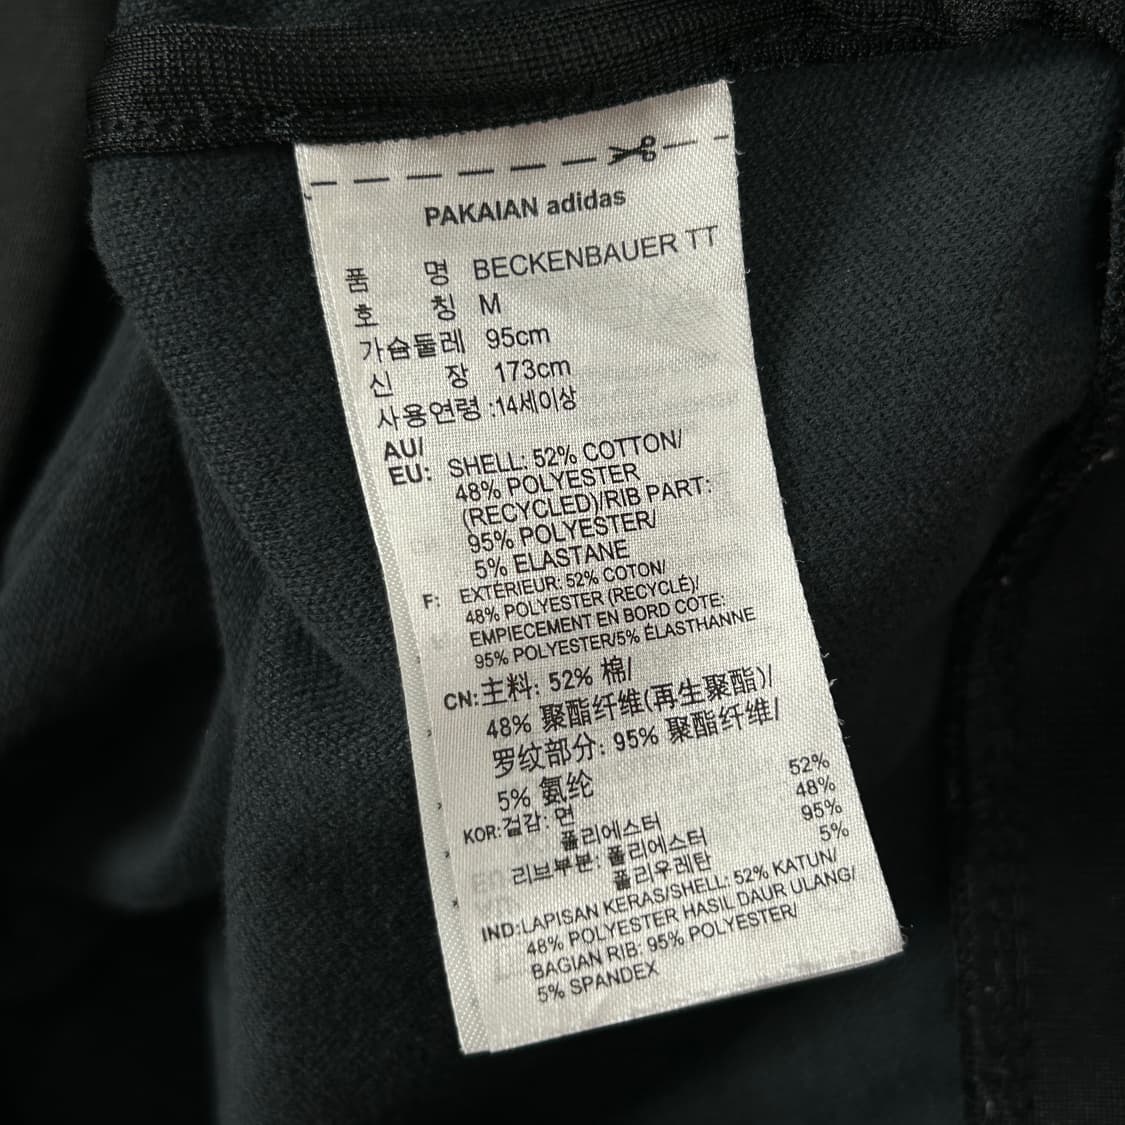 PAKAIAN adidas
품 명 BECKENBAUER TT
호 칭 M
가슴둘레 95cm
신 장 173cm
사용연령 :14세이상
AU/
EU: SHELL: 52% COTTON/
48% POLYESTER
(RECYCLED)/RIB PART:
95% POLYESTER/
5% ELASTANE
F: EXTÉRIEUR: 52% COTON/
48% POLYESTER (RECYCLÉ)/
EMPIECEMENT EN BORD COTE:
95% POLYESTER/5% ÉLASTHANNE
CN:主料: 52% 棉/
48% 聚酯纤维(再生聚酯)/
罗纹部分: 95% 聚酯纤维/
5% 氨纶
KOR:겉감: 면 52%
폴리에스터 48%
리브부분: 폴리에스터 95%
폴리우레탄 5%
IND:LAPISAN KERAS/SHELL: 52% KATUN/
48% POLYESTER HASIL DAUR ULANG/
BAGIAN RIB: 95% POLYESTER/
5% SPANDEX